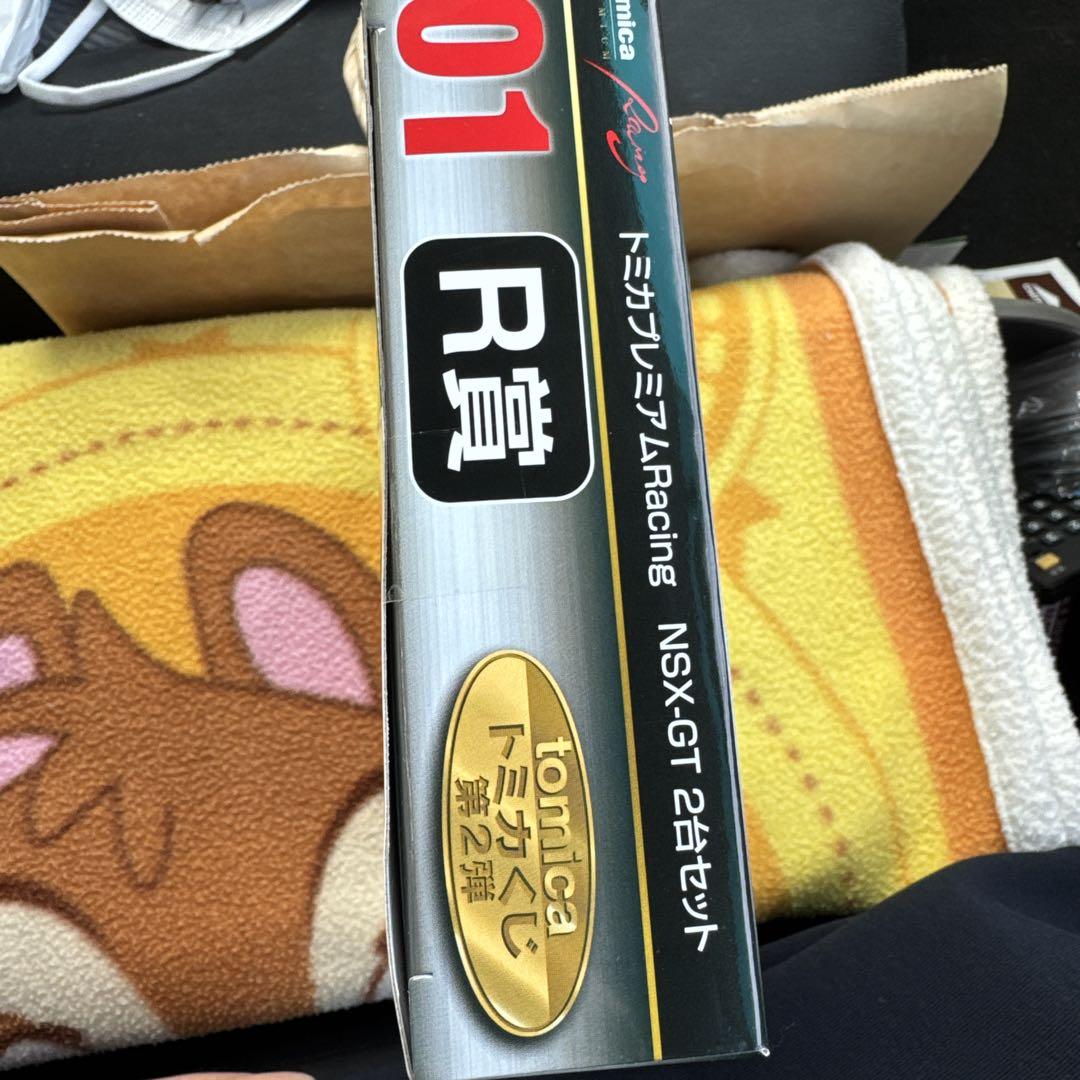 01
R賞
mica
Racing
トミカプレミアムRacing NSX-GT 2台セット
tomica
トミカくじ
第2弾